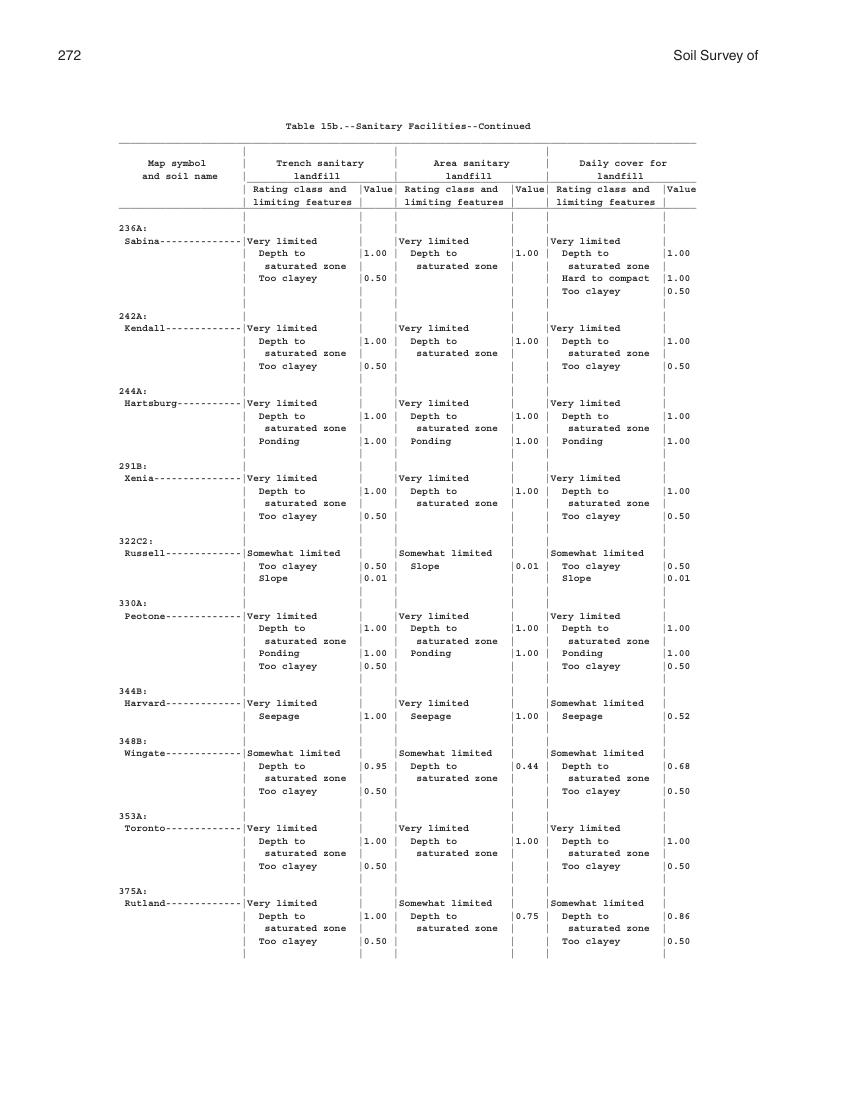 272 Soil Survey of
Table 15b.--Sanitary Facilities--Continued
Map symbol | Trench sanitary | Area sanitary | Daily cover for
and soil name | landfill | landfill | landfill
Rating class and |Value| Rating class and |Value| Rating class and |Value
limiting features | | limiting features | | limiting features |
236A:
Sabina--------------|Very limited | |Very limited | |Very limited |
Depth to |1.00 | Depth to |1.00 | Depth to |1.00
saturated zone | | saturated zone | | saturated zone |
Too clayey |0.50 | | | Hard to compact |1.00
Too clayey |0.50
242A:
Kendall-------------|Very limited | |Very limited | |Very limited |
Depth to |1.00 | Depth to |1.00 | Depth to |1.00
saturated zone | | saturated zone | | saturated zone |
Too clayey |0.50 | | | Too clayey |0.50
244A:
Hartsburg-----------|Very limited | |Very limited | |Very limited |
Depth to |1.00 | Depth to |1.00 | Depth to |1.00
saturated zone | | saturated zone | | saturated zone |
Ponding |1.00 | Ponding |1.00 | Ponding |1.00
291B:
Xenia---------------|Very limited | |Very limited | |Very limited |
Depth to |1.00 | Depth to |1.00 | Depth to |1.00
saturated zone | | saturated zone | | saturated zone |
Too clayey |0.50 | | | Too clayey |0.50
322C2:
Russell-------------|Somewhat limited | |Somewhat limited | |Somewhat limited |
Too clayey |0.50 | Slope |0.01 | Too clayey |0.50
Slope |0.01 | | | Slope |0.01
330A:
Peotone-------------|Very limited | |Very limited | |Very limited |
Depth to |1.00 | Depth to |1.00 | Depth to |1.00
saturated zone | | saturated zone | | saturated zone |
Ponding |1.00 | Ponding |1.00 | Ponding |1.00
Too clayey |0.50 | | | Too clayey |0.50
344B:
Harvard-------------|Very limited | |Very limited | |Somewhat limited |
Seepage |1.00 | Seepage |1.00 | Seepage |0.52
348B:
Wingate-------------|Somewhat limited | |Somewhat limited | |Somewhat limited |
Depth to |0.95 | Depth to |0.44 | Depth to |0.68
saturated zone | | saturated zone | | saturated zone |
Too clayey |0.50 | | | Too clayey |0.50
353A:
Toronto-------------|Very limited | |Very limited | |Very limited |
Depth to |1.00 | Depth to |1.00 | Depth to |1.00
saturated zone | | saturated zone | | saturated zone |
Too clayey |0.50 | | | Too clayey |0.50
375A:
Rutland-------------|Very limited | |Somewhat limited | |Somewhat limited |
Depth to |1.00 | Depth to |0.75 | Depth to |0.86
saturated zone | | saturated zone | | saturated zone |
Too clayey |0.50 | | | Too clayey |0.50